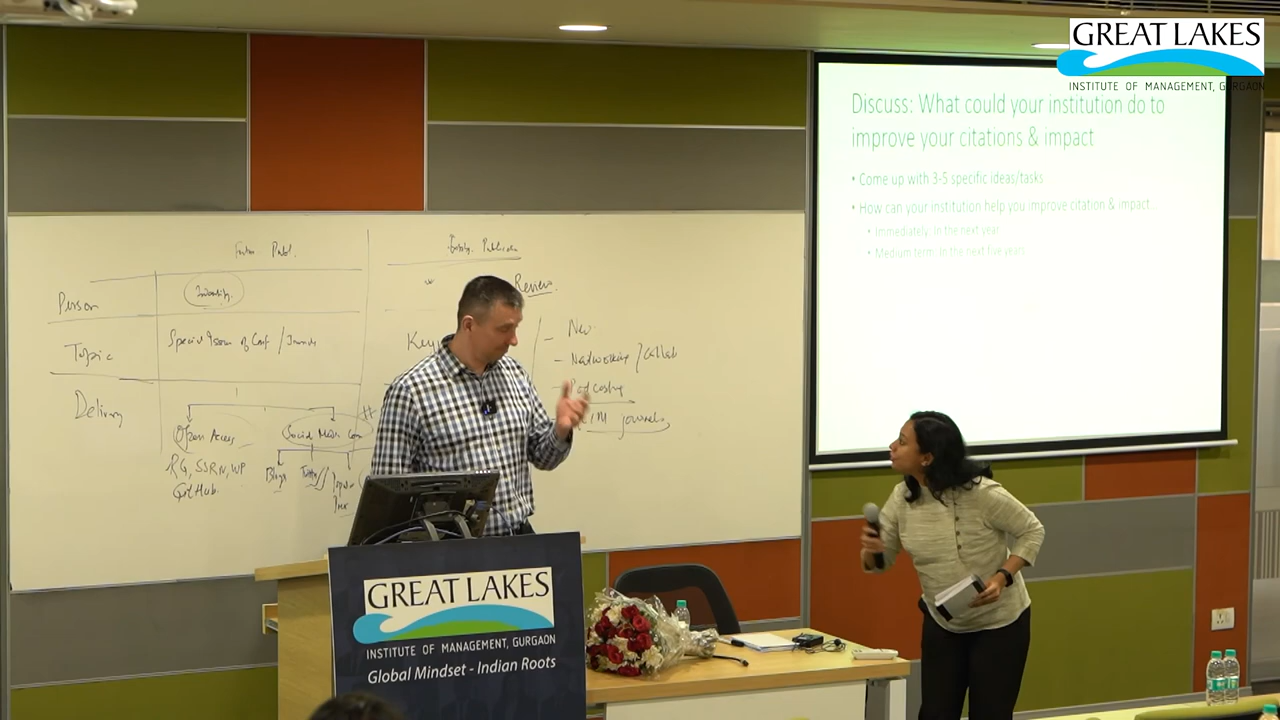 GREAT LAKES
INSTITUTE OF MANAGEMENT, GURGAON
Discuss: What could your institution do to
improve your citations & impact
• Come up with 3-5 specific ideas/tasks
• How can your institution help you improve citation & impact...
• Immediately: In the next year
• Medium term: In the next five years
Person
Topic
Special Issue of Conf /
Delivery
Open Access
Social Media
RG, SSRN, WP
GitHub
Blogs
Review
Key
- Networking / Collab
- Podcasting
journals
GREAT LAKES
INSTITUTE OF MANAGEMENT, GURGAON
Global Mindset - Indian Roots